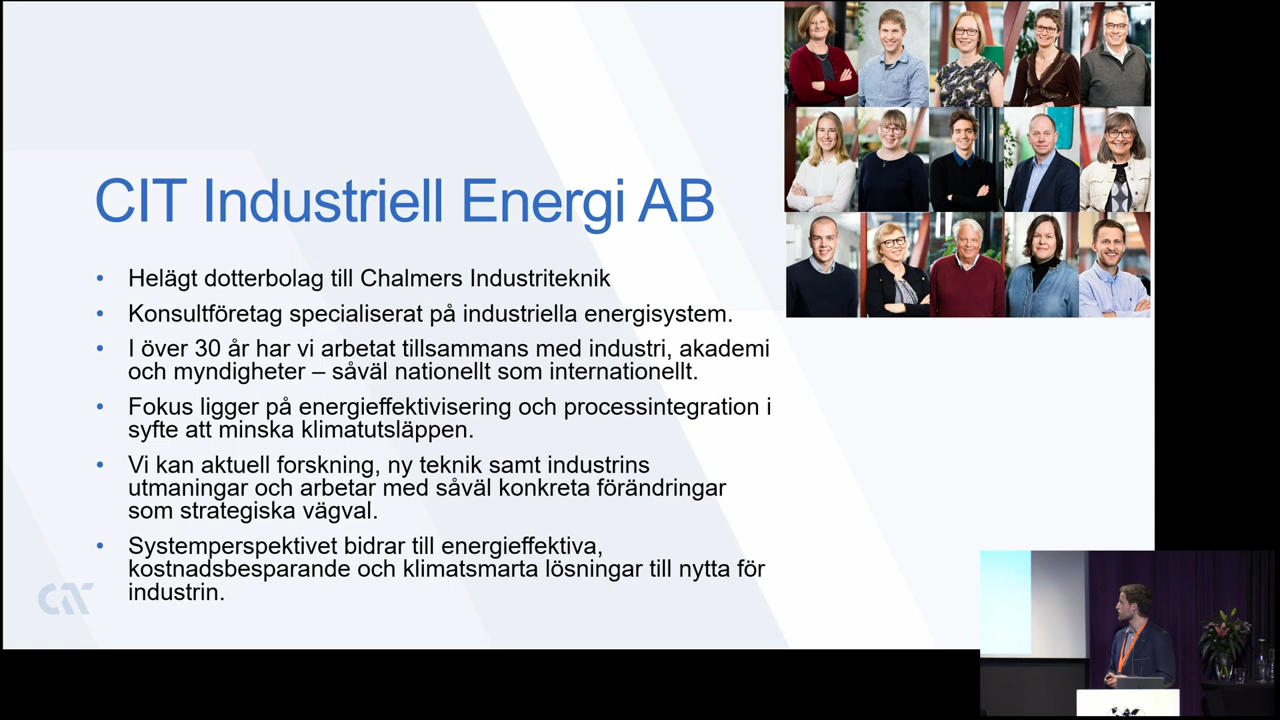 CIT Industriell Energi AB
• Helägt dotterbolag till Chalmers Industriteknik
• Konsultföretag specialiserat på industriella energisystem.
• I över 30 år har vi arbetat tillsammans med industri, akademi
och myndigheter – såväl nationellt som internationellt.
• Fokus ligger på energieffektivisering och processintegration i
syfte att minska klimatutsläppen.
• Vi kan aktuell forskning, ny teknik samt industrins
utmaningar och arbetar med såväl konkreta förändringar
som strategiska vägval.
• Systemperspektivet bidrar till energieffektiva,
kostnadsbesparande och klimatsmarta lösningar till nytta för
industrin.
CIT